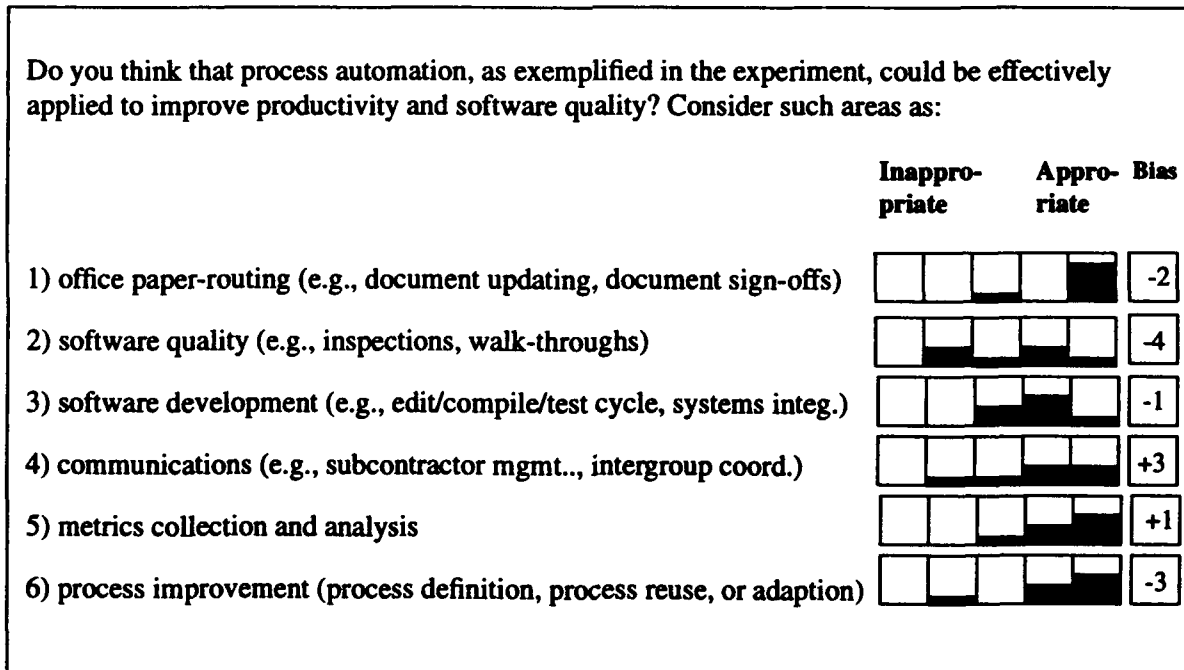 Do you think that process automation, as exemplified in the experiment, could be effectively
applied to improve productivity and software quality? Consider such areas as:
Inappro- Appro- Bias
priate riate
1) office paper-routing (e.g., document updating, document sign-offs) -2
2) software quality (e.g., inspections, walk-throughs) -4
3) software development (e.g., edit/compile/test cycle, systems integ.) -1
4) communications (e.g., subcontractor mgmt.., intergroup coord.) +3
5) metrics collection and analysis +1
6) process improvement (process definition, process reuse, or adaption) -3